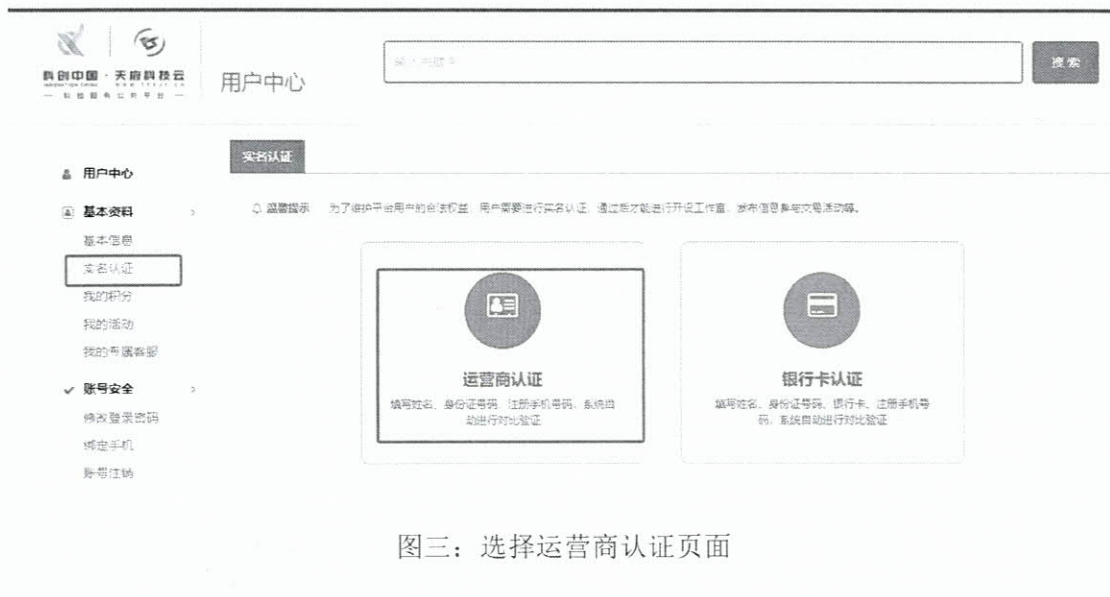 科创中国·天府科技云
科技服务公共平台
用户中心
搜索
实名认证
用户中心
基本资料
温馨提示 为了维护平台用户的合法权益，用户需要进行实名认证，通过后才能进行开设工作室、发布信息参与交易活动等。
基本信息
实名认证
我的积分
我的活动
我的专属客服
账号安全
修改登录密码
绑定手机
账号注销
运营商认证
填写姓名、身份证号码、注册手机号码、系统自
动进行对比验证
银行卡认证
填写姓名、身份证号码、银行卡、注册手机号
码、系统自动进行对比验证
图三：选择运营商认证页面